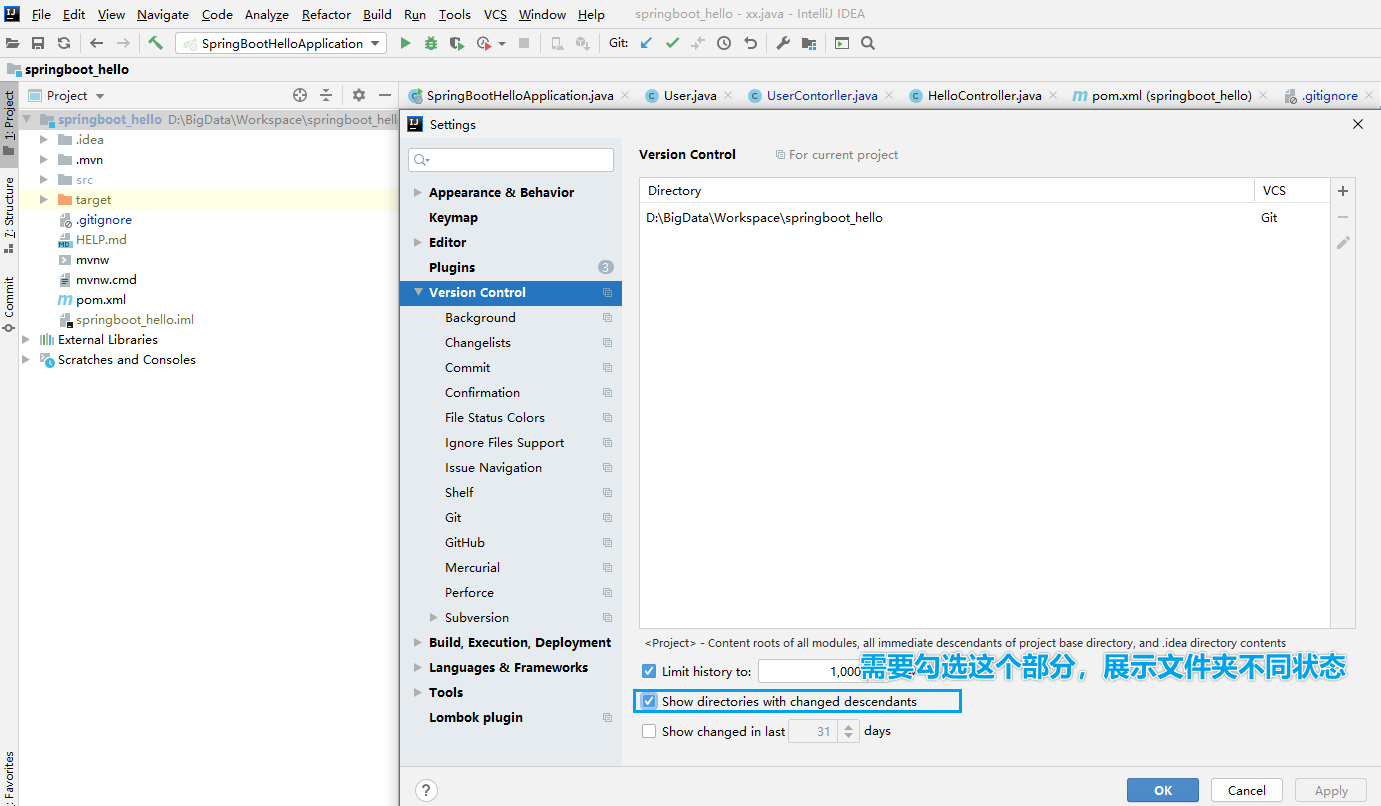 File Edit View Navigate Code Analyze Refactor Build Run Tools VCS Window Help springboot_hello - xx.java - IntelliJ IDEA
SpringBootHelloApplication Git:
springboot_hello
Project SpringBootHelloApplication.java User.java UserContorller.java HelloController.java pom.xml (springboot_hello) .gitignore
1: Project
7: Structure
Commit
Favorites
springboot_hello D:\BigData\Workspace\springboot_hell
.idea
.mvn
src
target
.gitignore
HELP.md
mvnw
mvnw.cmd
pom.xml
springboot_hello.iml
External Libraries
Scratches and Consoles
Settings
Appearance & Behavior
Keymap
Editor
Plugins 3
Version Control
Background
Changelists
Commit
Confirmation
File Status Colors
Ignore Files Support
Issue Navigation
Shelf
Git
GitHub
Mercurial
Perforce
Subversion
Build, Execution, Deployment
Languages & Frameworks
Tools
Lombok plugin
Version Control For current project
Directory VCS
D:\BigData\Workspace\springboot_hello Git
<Project> - Content roots of all modules, all immediate descendants of project base directory, and .idea directory contents
Limit history to: 1,000
需要勾选这个部分，展示文件夹不同状态
Show directories with changed descendants
Show changed in last 31 days
? OK Cancel Apply